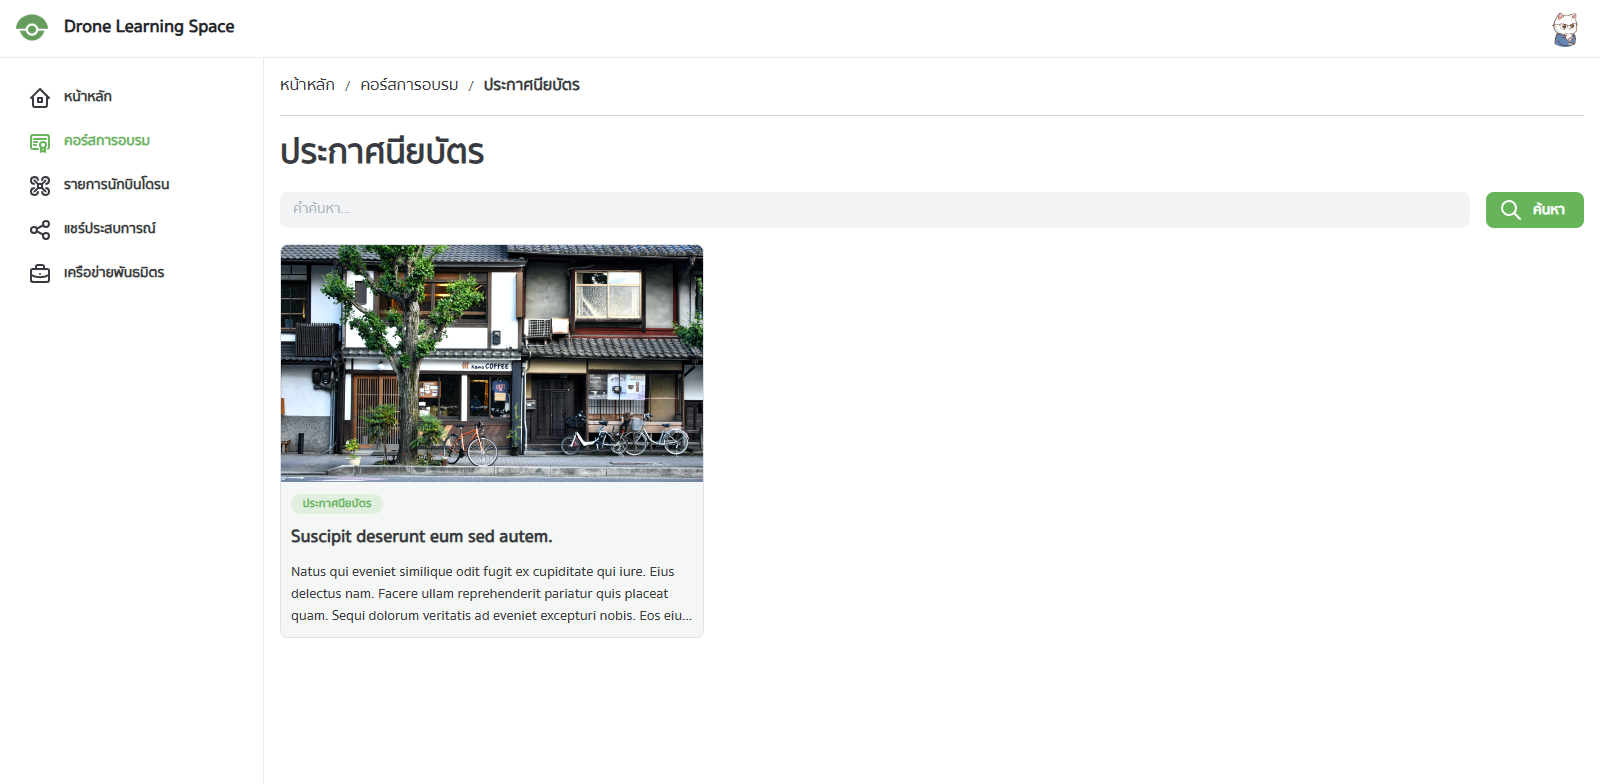 Drone Learning Space
หน้าหลัก
คอร์สการอบรม
รายการนักบินโดรน
แชร์ประสบการณ์
เครือข่ายพันธมิตร
หน้าหลัก / คอร์สการอบรม / ประกาศนียบัตร
ประกาศนียบัตร
คำค้นหา...
ค้นหา
Kawa COFFEE
ประกาศนียบัตร
Suscipit deserunt eum sed autem.
Natus qui eveniet similique odit fugit ex cupiditate qui iure. Eius
delectus nam. Facere ullam reprehenderit pariatur quis placeat
quam. Sequi dolorum veritatis ad eveniet excepturi nobis. Eos eiu...